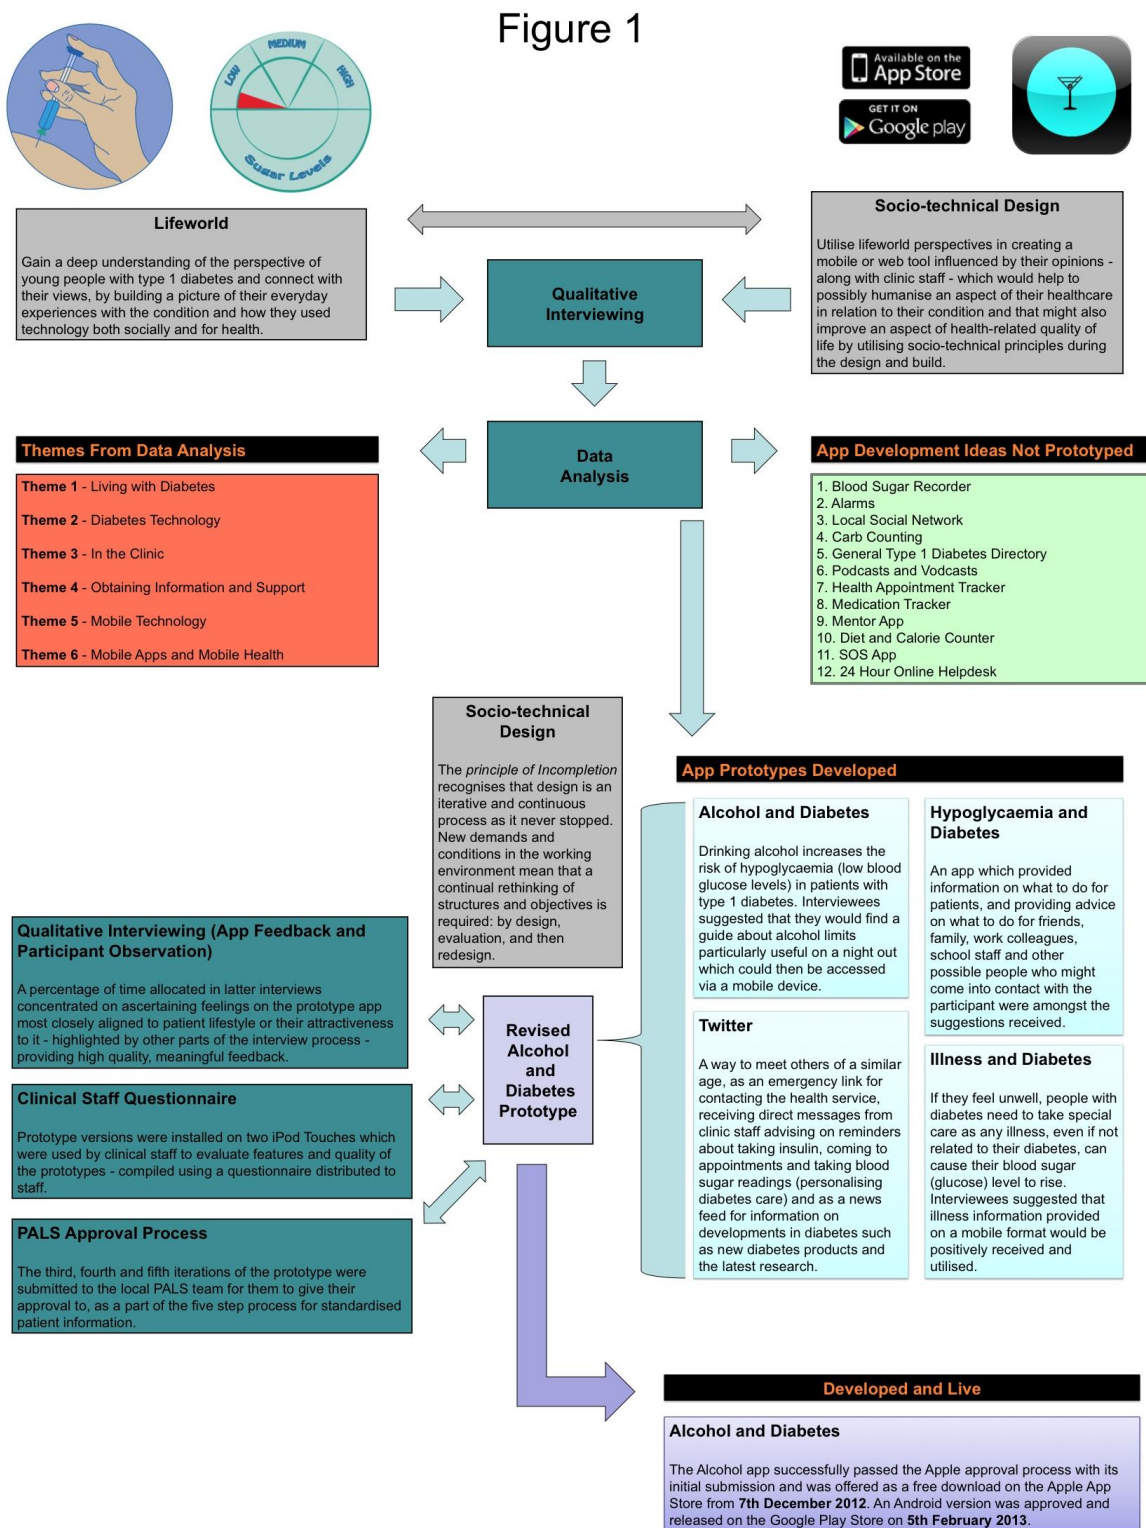 Figure 1
LOW
MEDIUM
HIGH
Sugar Levels
Available on the
App Store
GET IT ON
Google play
Lifeworld
Gain a deep understanding of the perspective of
young people with type 1 diabetes and connect with
their views, by building a picture of their everyday
experiences with the condition and how they used
technology both socially and for health.
Socio-technical Design
Utilise lifeworld perspectives in creating a
mobile or web tool influenced by their opinions -
along with clinic staff - which would help to
possibly humanise an aspect of their healthcare
in relation to their condition and that might also
improve an aspect of health-related quality of
life by utilising socio-technical principles during
the design and build.
Qualitative
Interviewing
Data
Analysis
Themes From Data Analysis
Theme 1 - Living with Diabetes
Theme 2 - Diabetes Technology
Theme 3 - In the Clinic
Theme 4 - Obtaining Information and Support
Theme 5 - Mobile Technology
Theme 6 - Mobile Apps and Mobile Health
App Development Ideas Not Prototyped
1. Blood Sugar Recorder
2. Alarms
3. Local Social Network
4. Carb Counting
5. General Type 1 Diabetes Directory
6. Podcasts and Vodcasts
7. Health Appointment Tracker
8. Medication Tracker
9. Mentor App
10. Diet and Calorie Counter
11. SOS App
12. 24 Hour Online Helpdesk
Socio-technical
Design
The principle of Incompletion
recognises that design is an
iterative and continuous
process as it never stopped.
New demands and
conditions in the working
environment mean that a
continual rethinking of
structures and objectives is
required: by design,
evaluation, and then
redesign.
App Prototypes Developed
Alcohol and Diabetes
Drinking alcohol increases the
risk of hypoglycaemia (low blood
glucose levels) in patients with
type 1 diabetes. Interviewees
suggested that they would find a
guide about alcohol limits
particularly useful on a night out
which could then be accessed
via a mobile device.
Hypoglycaemia and
Diabetes
An app which provided
information on what to do for
patients, and providing advice
on what to do for friends,
family, work colleagues,
school staff and other
possible people who might
come into contact with the
participant were amongst the
suggestions received.
Twitter
A way to meet others of a similar
age, as an emergency link for
contacting the health service,
receiving direct messages from
clinic staff advising on reminders
about taking insulin, coming to
appointments and taking blood
sugar readings (personalising
diabetes care) and as a news
feed for information on
developments in diabetes such
as new diabetes products and
the latest research.
Illness and Diabetes
If they feel unwell, people with
diabetes need to take special
care as any illness, even if not
related to their diabetes, can
cause their blood sugar
(glucose) level to rise.
Interviewees suggested that
illness information provided
on a mobile format would be
positively received and
utilised.
Qualitative Interviewing (App Feedback and
Participant Observation)
A percentage of time allocated in latter interviews
concentrated on ascertaining feelings on the prototype app
most closely aligned to patient lifestyle or their attractiveness
to it - highlighted by other parts of the interview process -
providing high quality, meaningful feedback.
Clinical Staff Questionnaire
Prototype versions were installed on two iPod Touches which
were used by clinical staff to evaluate features and quality of
the prototypes - compiled using a questionnaire distributed to
staff.
PALS Approval Process
The third, fourth and fifth iterations of the prototype were
submitted to the local PALS team for them to give their
approval to, as a part of the five step process for standardised
patient information.
Revised
Alcohol
and
Diabetes
Prototype
Developed and Live
Alcohol and Diabetes
The Alcohol app successfully passed the Apple approval process with its
initial submission and was offered as a free download on the Apple App
Store from 7th December 2012. An Android version was approved and
released on the Google Play Store on 5th February 2013.